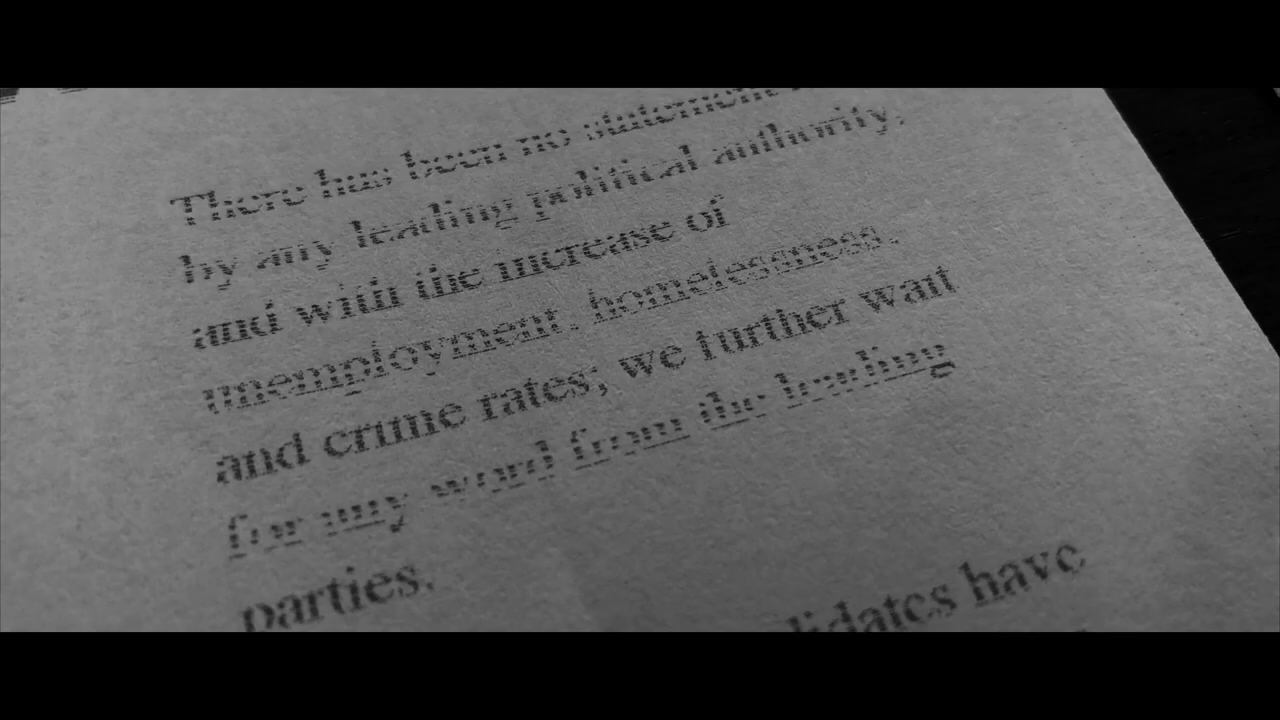 There has been no statement
by any leading political authority,
and with the increase of
unemployment, homelessness,
and crime rates; we further wait
for any word from the leading
parties.
have